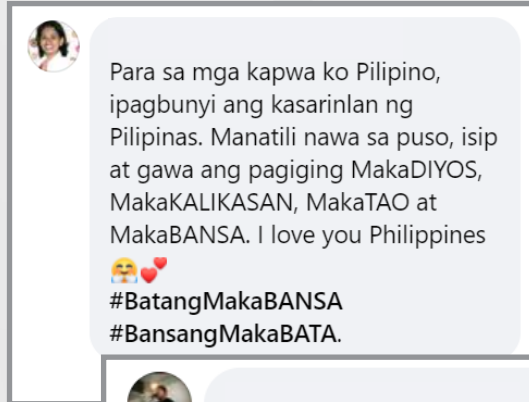 Para sa mga kapwa ko Pilipino,
ipagbunyi ang kasarinlan ng
Pilipinas. Manatili nawa sa puso, isip
at gawa ang pagiging MakaDIYOS,
MakaKALIKASAN, MakaTAO at
MakaBANSA. I love you Philippines
🤗💕
#BatangMakaBANSA
#BansangMakaBATA.